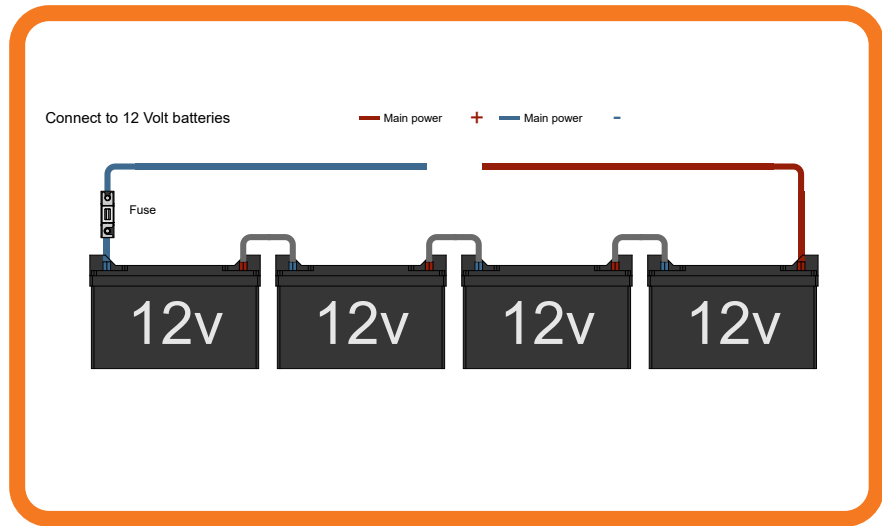 Connect to 12 Volt batteries
Main power + Main power -
Fuse
12v 12v 12v 12v